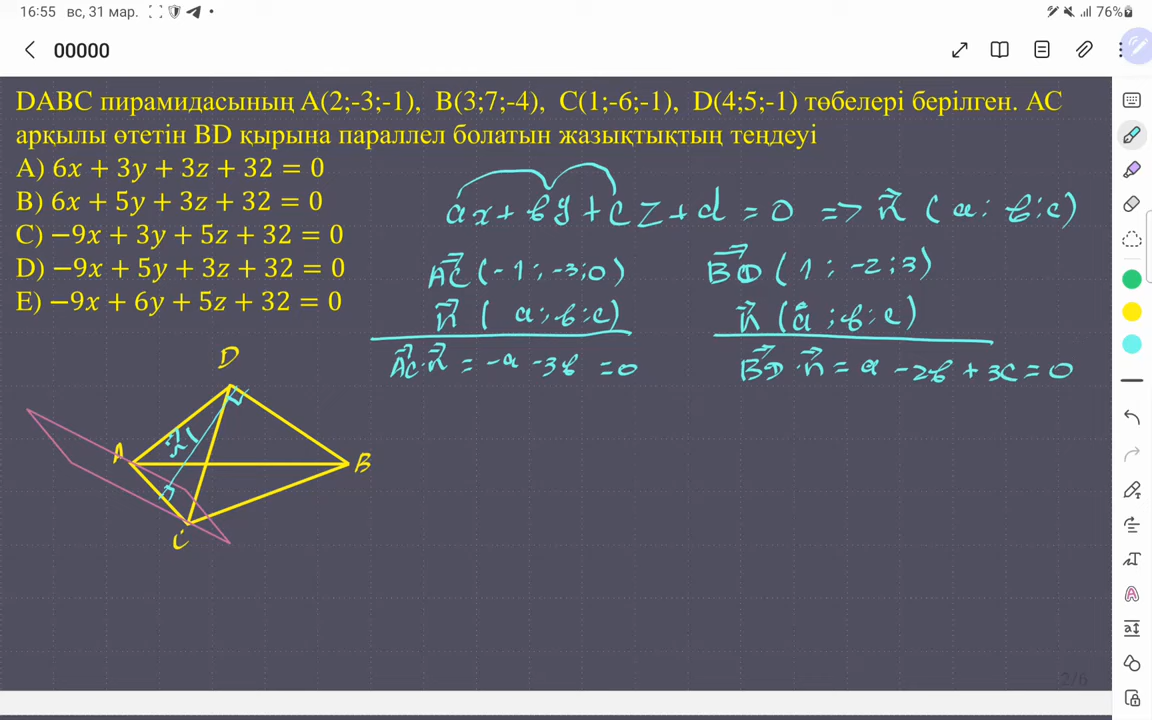 16:55 вс, 31 мар. 76%
00000
DABC пирамидасының A(2;-3;-1), B(3;7;-4), C(1;-6;-1), D(4;5;-1) төбелері берілген. AC
арқылы өтетін BD қырына параллел болатын жазықтықтың теңдеуі
A) 6x + 3y + 3z + 32 = 0
B) 6x + 5y + 3z + 32 = 0
C) −9x + 3y + 5z + 32 = 0
D) −9x + 5y + 3z + 32 = 0
E) −9x + 6y + 5z + 32 = 0
ax + by + cz + d = 0 => n⃗ (a; b; c)
AC⃗ (-1; -3; 0) BD⃗ (1; -2; 3)
n⃗ (a; b; c) n⃗ (a; b; c)
AC⃗·n⃗ = -a -3b = 0 BD⃗·n⃗ = a -2b + 3c = 0
D
A
B
C
2/6